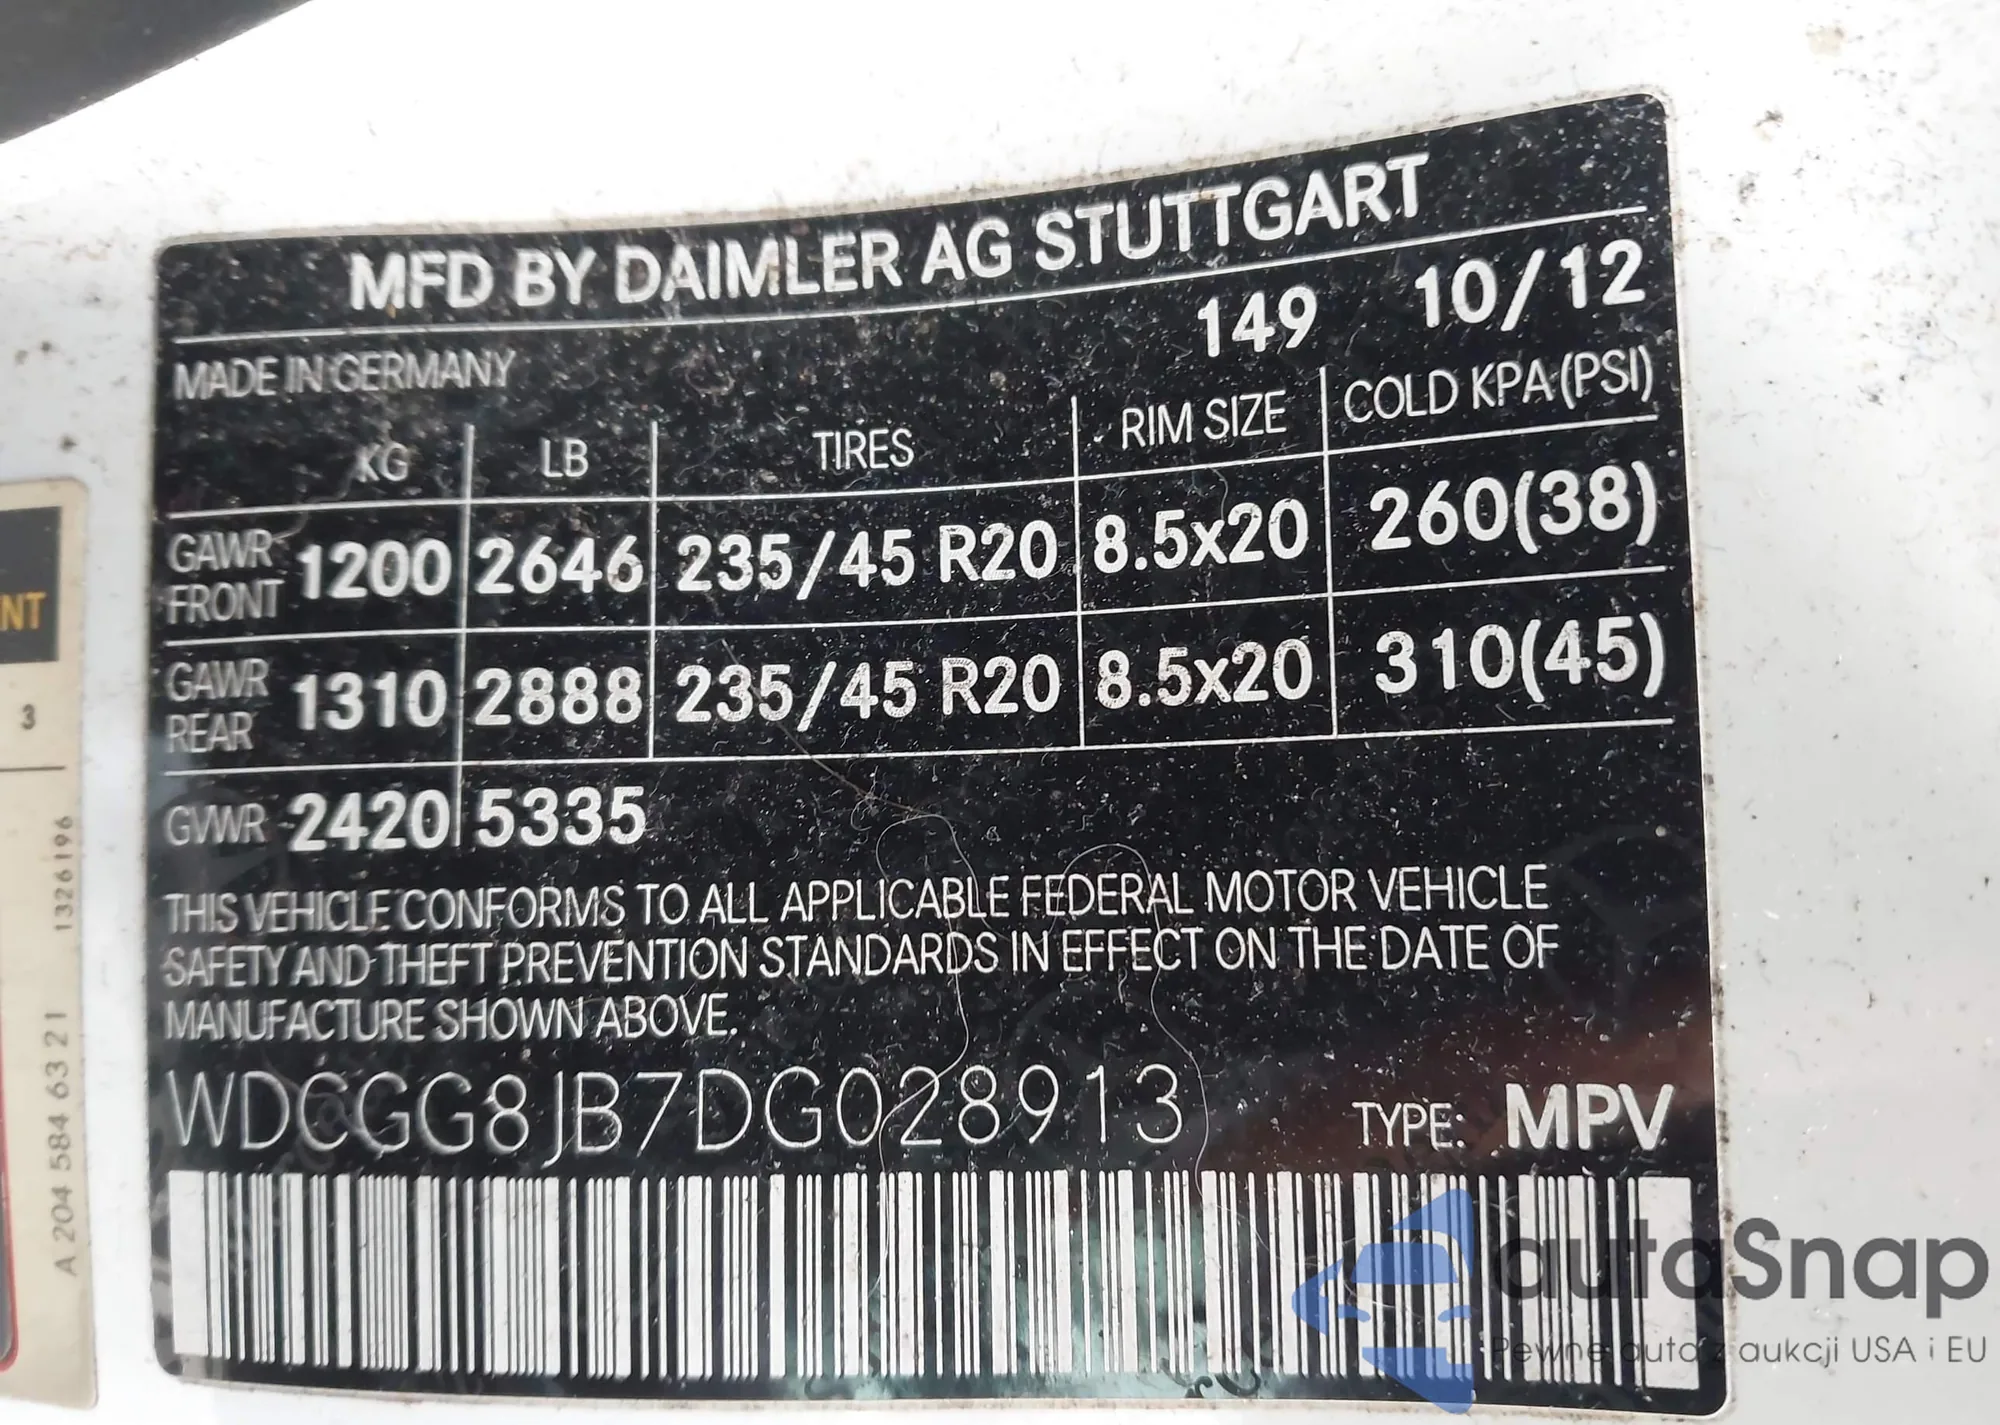 MFD BY DAIMLER AG STUTTGART
MADE IN GERMANY 149 10/12
KG LB TIRES RIM SIZE COLD KPA (PSI)
GAWR FRONT 1200 2646 235/45 R20 8.5x20 260(38)
GAWR REAR 1310 2888 235/45 R20 8.5x20 310(45)
GVWR 2420 5335
THIS VEHICLE CONFORMS TO ALL APPLICABLE FEDERAL MOTOR VEHICLE
SAFETY AND THEFT PREVENTION STANDARDS IN EFFECT ON THE DATE OF
MANUFACTURE SHOWN ABOVE.
WDCGG8JB7DG028913 TYPE: MPV
NT
3
A 204 584 63 21 1326196
autoSnap
Pewne auta z aukcji USA i EU